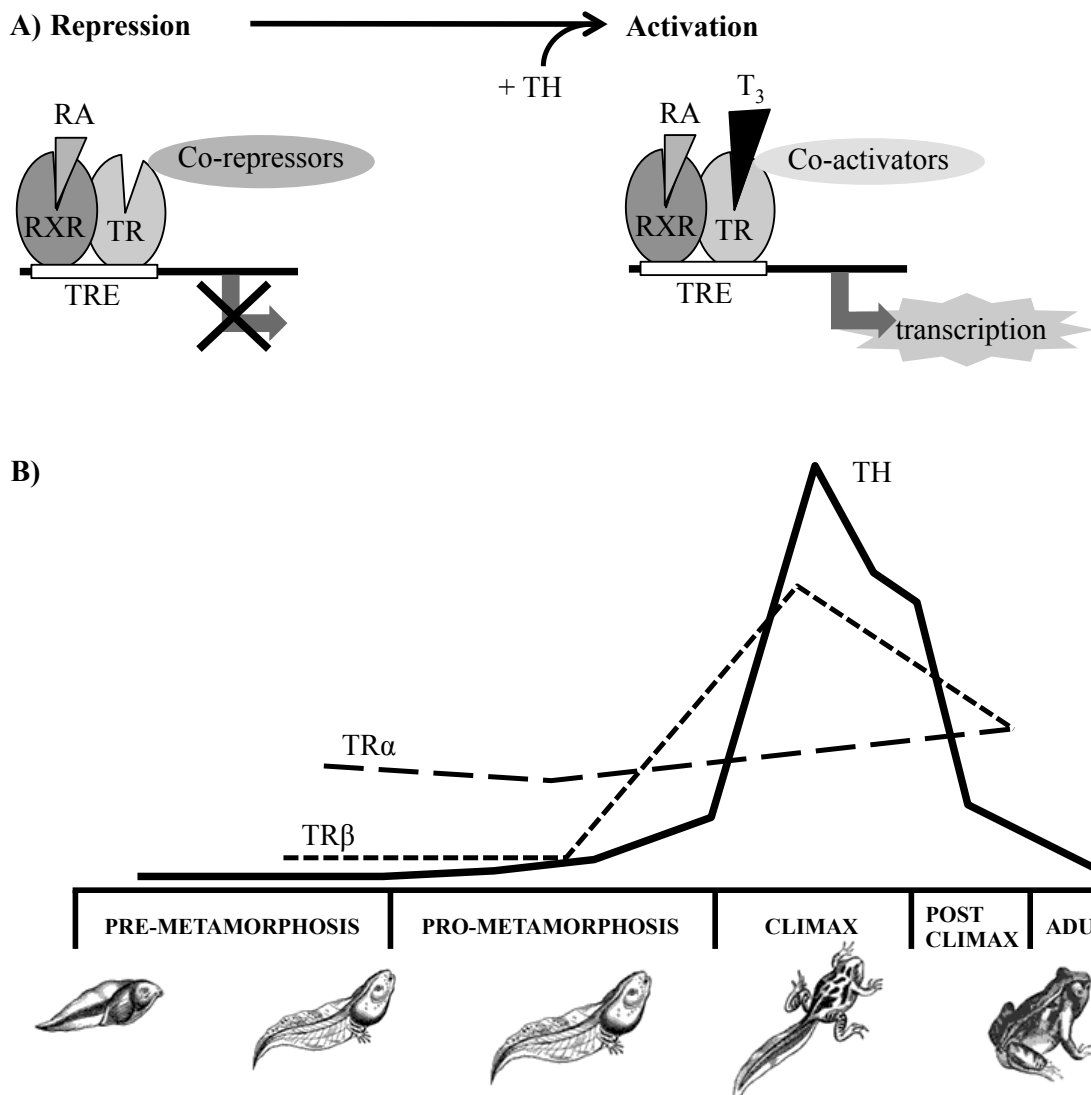 A) Repression
Activation
+ TH
RA
Co-repressors
RXR
TR
TRE
T₃
RA
Co-activators
RXR
TR
TRE
transcription
B)
TH
TRα
TRβ
PRE-METAMORPHOSIS
PRO-METAMORPHOSIS
CLIMAX
POST
CLIMAX
ADU